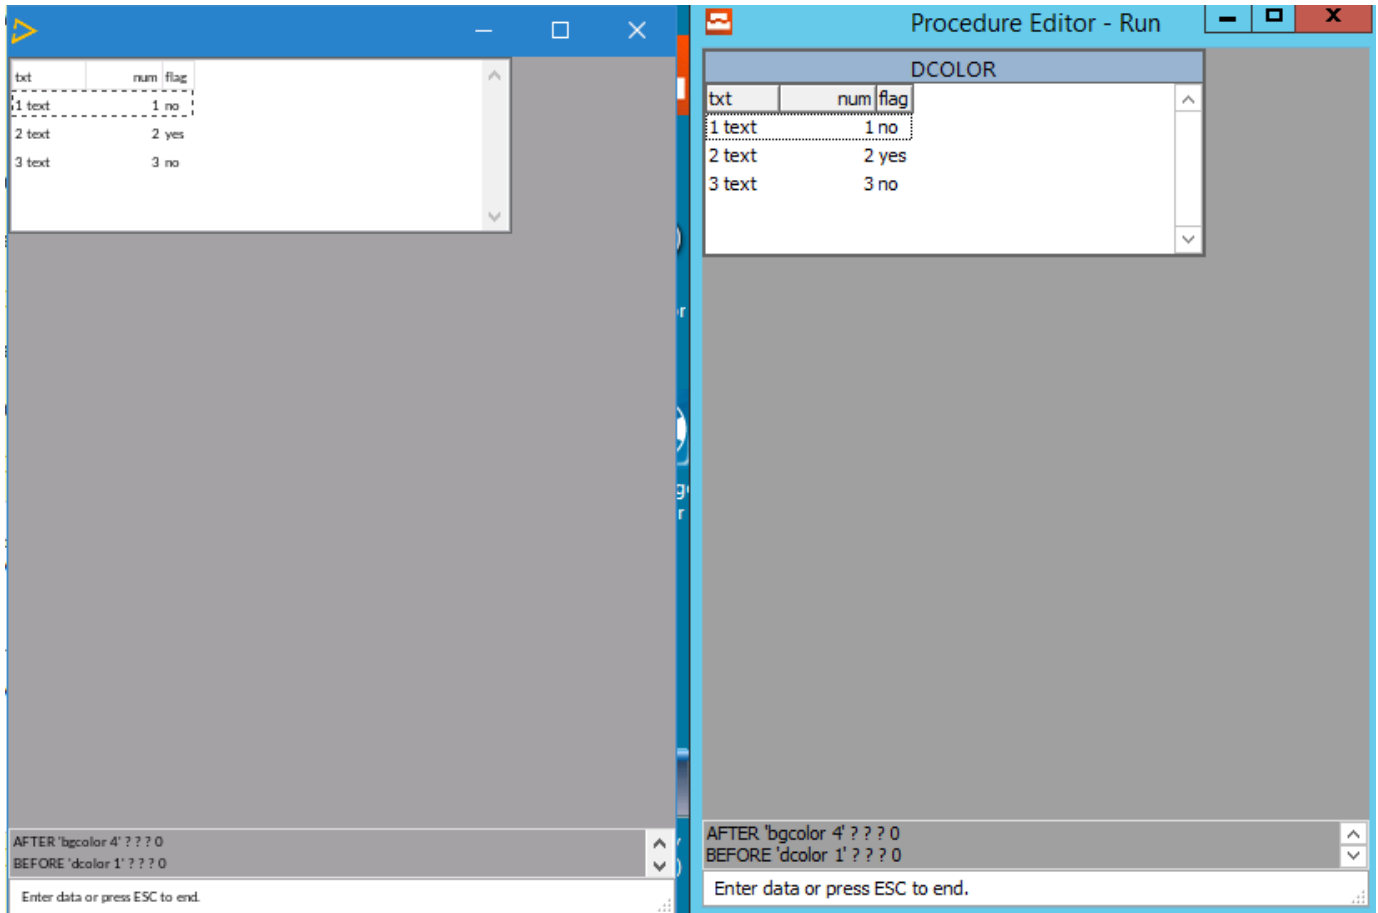 txt num flag
1 text 1 no
2 text 2 yes
3 text 3 no
AFTER 'bgcolor 4' ? ? ? 0
BEFORE 'dcolor 1' ? ? ? 0
Enter data or press ESC to end.
Procedure Editor - Run
DCOLOR
txt num flag
1 text 1 no
2 text 2 yes
3 text 3 no
AFTER 'bgcolor 4' ? ? ? 0
BEFORE 'dcolor 1' ? ? ? 0
Enter data or press ESC to end.